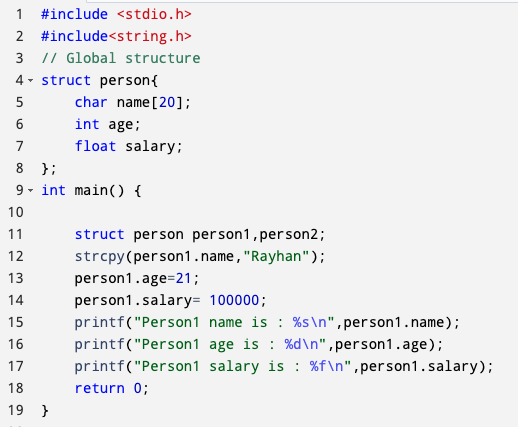 1 #include <stdio.h>
2 #include<string.h>
3 // Global structure
4 struct person{
5     char name[20];
6     int age;
7     float salary;
8 };
9 int main() {
10
11     struct person person1,person2;
12     strcpy(person1.name,"Rayhan");
13     person1.age=21;
14     person1.salary= 100000;
15     printf("Person1 name is : %s\n",person1.name);
16     printf("Person1 age is : %d\n",person1.age);
17     printf("Person1 salary is : %f\n",person1.salary);
18     return 0;
19 }